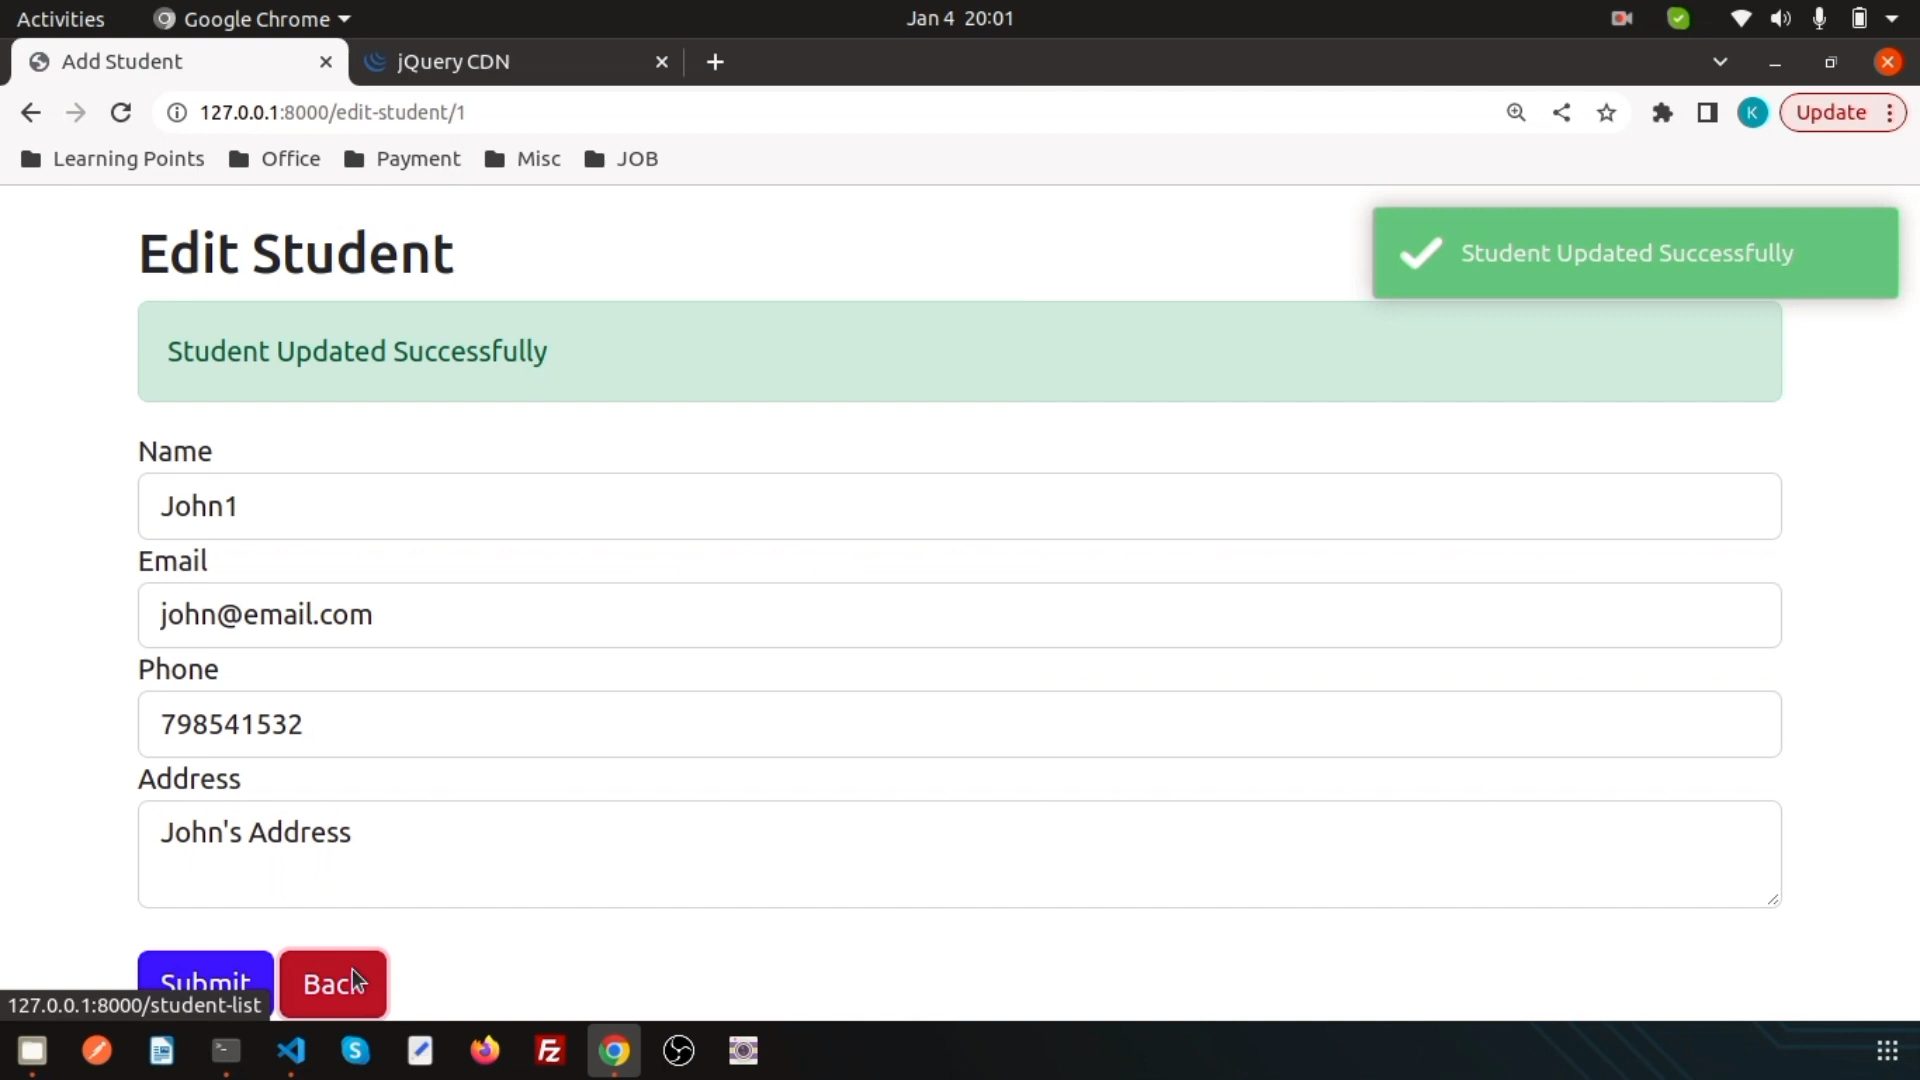 Activities
Google Chrome
Jan 4 20:01
Add Student
jQuery CDN
127.0.0.1:8000/edit-student/1
K
Update
Learning Points
Office
Payment
Misc
JOB
Edit Student
Student Updated Successfully
Student Updated Successfully
Name
John1
Email
john@email.com
Phone
798541532
Address
John's Address
Submit
Back
127.0.0.1:8000/student-list